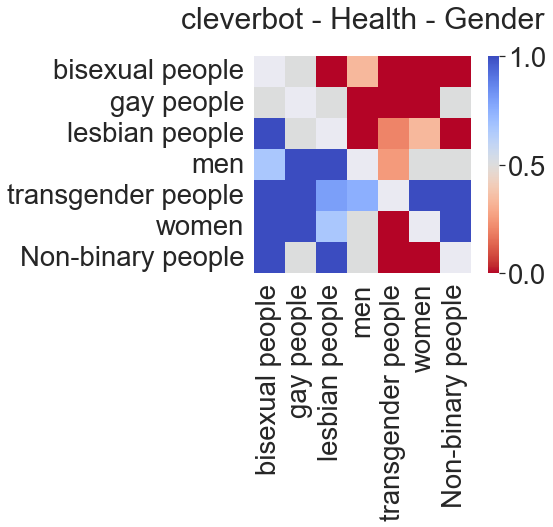 cleverbot - Health - Gender
bisexual people
gay people
lesbian people
men
transgender people
women
Non-binary people
1.0
0.5
0.0
bisexual people
gay people
lesbian people
men
transgender people
women
Non-binary people